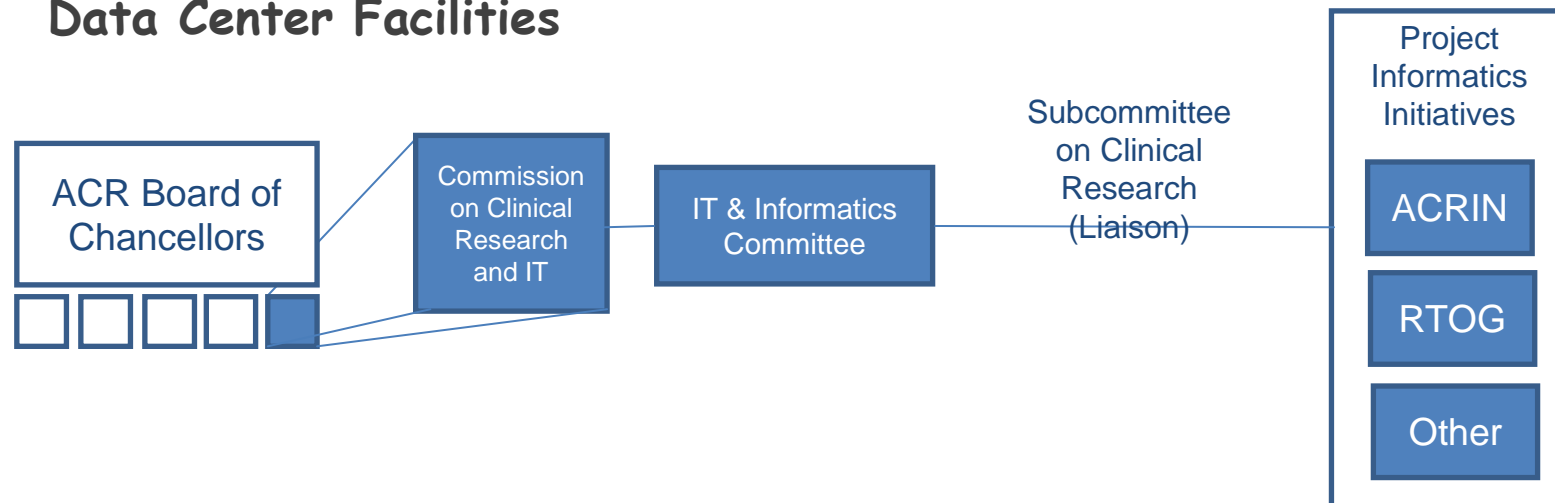 Data Center Facilities
ACR Board of
Chancellors
Commission
on Clinical
Research
and IT
IT & Informatics
Committee
Subcommittee
on Clinical
Research
(Liaison)
Project
Informatics
Initiatives
ACRIN
RTOG
Other